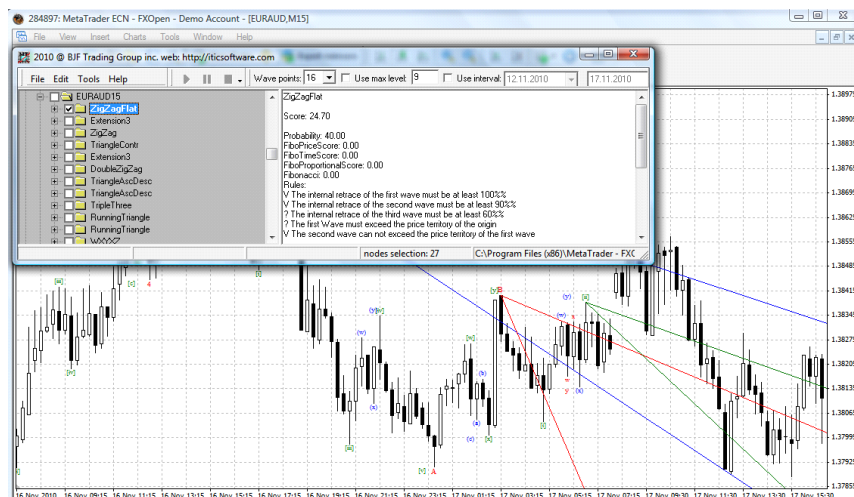 284897: MetaTrader ECN - FXOpen - Demo Account - [EURAUD,M15]
File View Insert Charts Tools Window Help
2010 @ BJF Trading Group inc. web: http://iticsoftware.com
File Edit Tools Help Wave points: 16 Use max level: 9 Use interval: 12.11.2010 17.11.2010
EURAUD15
ZigZagFlat
Extension3
ZigZag
TriangleContr
Extension3
DoubleZigZag
TriangleAscDesc
TriangleAscDesc
TripleThree
RunningTriangle
RunningTriangle
WXYXZ
ZigZagFlat
Score: 24.70
Probability: 40.00
FiboPriceScore: 0.00
FiboTimeScore: 0.00
FiboProportionalScore: 0.00
Fibonacci: 0.00
Rules:
V The internal retrace of the first wave must be at least 100%%
V The internal retrace of the second wave must be at least 90%%
? The internal retrace of the third wave must be at least 60%%
? The first Wave must exceed the price territory of the origin
V The second wave can not exceed the price territory of the first wave
nodes selection: 27 C:\Program Files (x86)\MetaTrader - FXC
1.38975
1.38905
1.38835
1.38765
1.38695
1.38625
1.38555
1.38485
1.38415
1.38345
1.38275
1.38205
1.38135
1.38065
1.37995
1.37925
1.37855
[iii] [c] 4 [i] [y] B (y) [a]
(y) [w] (w) x
[iv] (w) [w] (b) w
(x) (a) y (x)
[iii] (c) [x] [i]
[v] A
16 Nov 2010 16 Nov 09:15 16 Nov 11:15 16 Nov 13:15 16 Nov 15:15 16 Nov 17:15 16 Nov 19:15 16 Nov 21:15 16 Nov 23:15 17 Nov 01:15 17 Nov 03:15 17 Nov 05:15 17 Nov 07:15 17 Nov 09:30 17 Nov 11:30 17 Nov 13:30 17 Nov 15:30